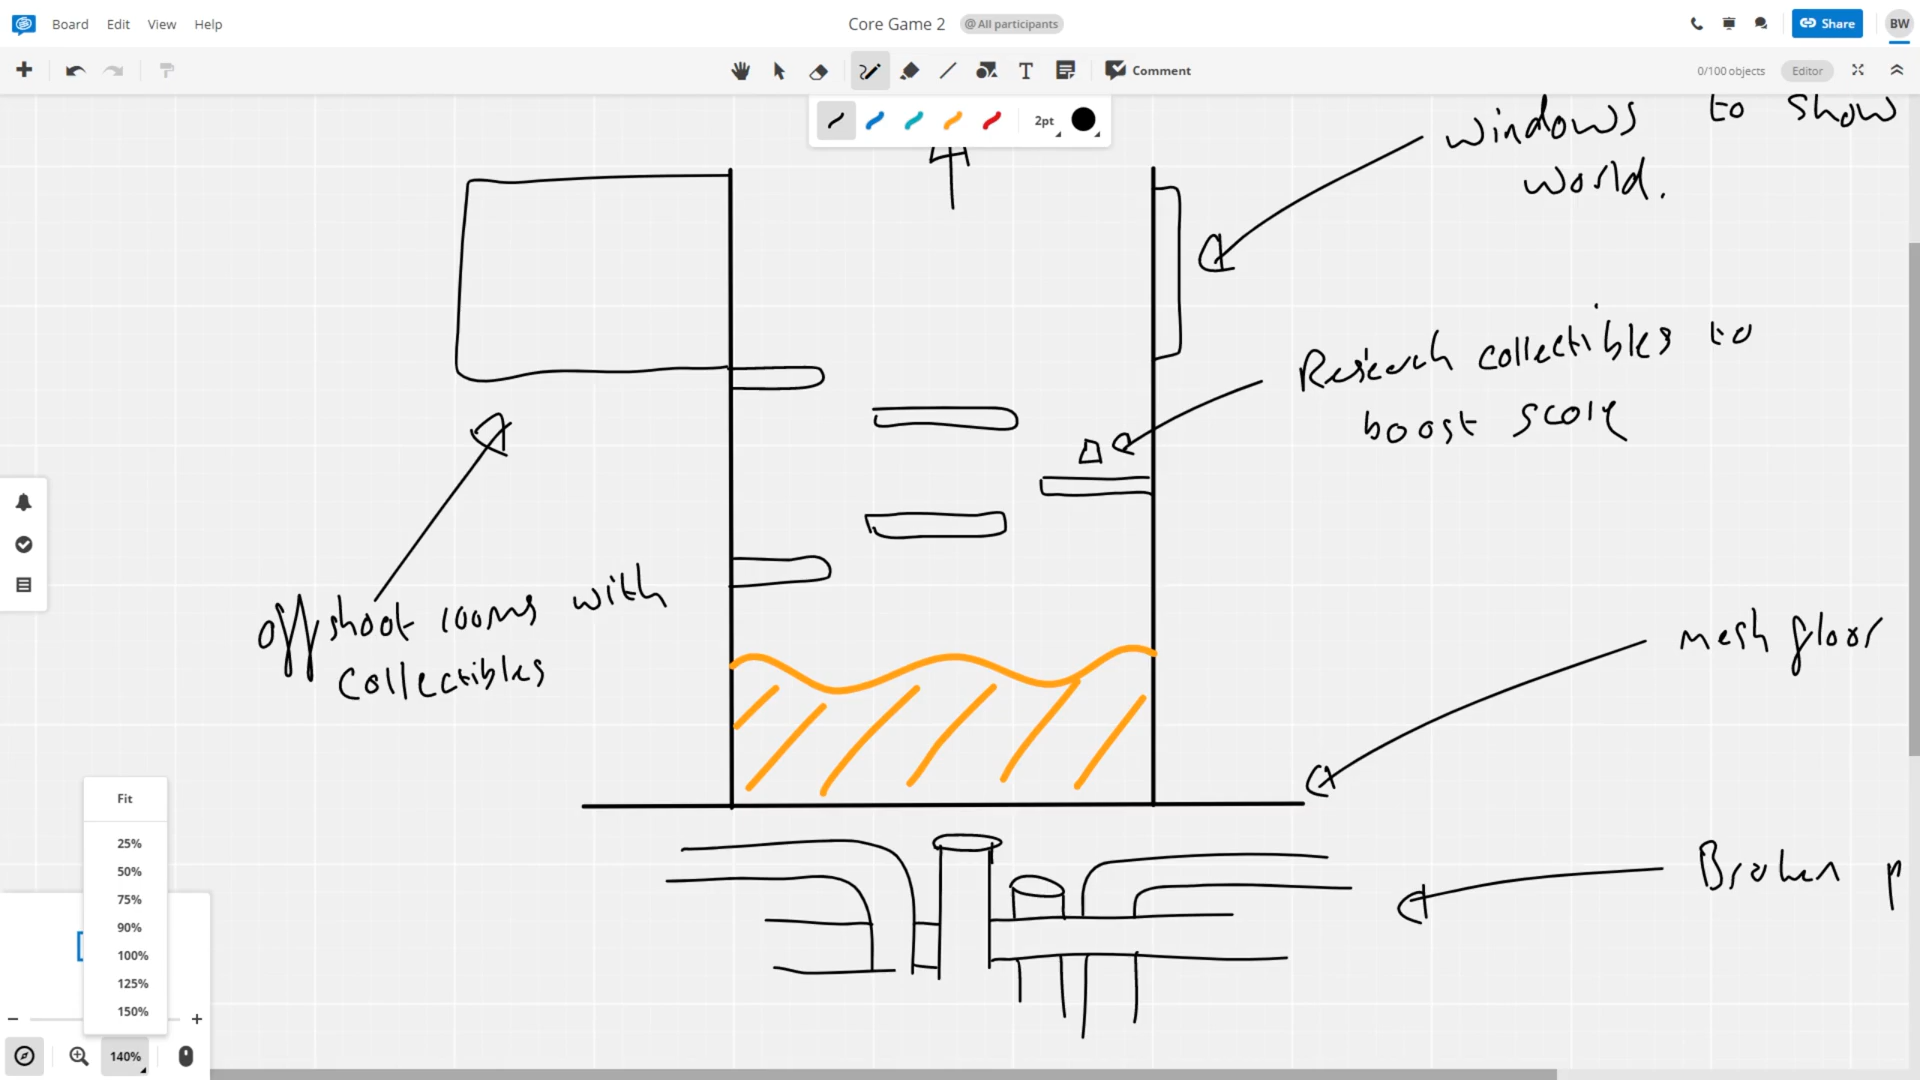 Board Edit View Help
Core Game 2
@ All participants
Share
BW
T
Comment
0/100 objects
Editor
2pt
windows to show
world.
Research collectibles to
boost score
offshoot rooms with
collectibles
mesh floor
Broken p
Fit
25%
50%
75%
90%
100%
125%
150%
140%